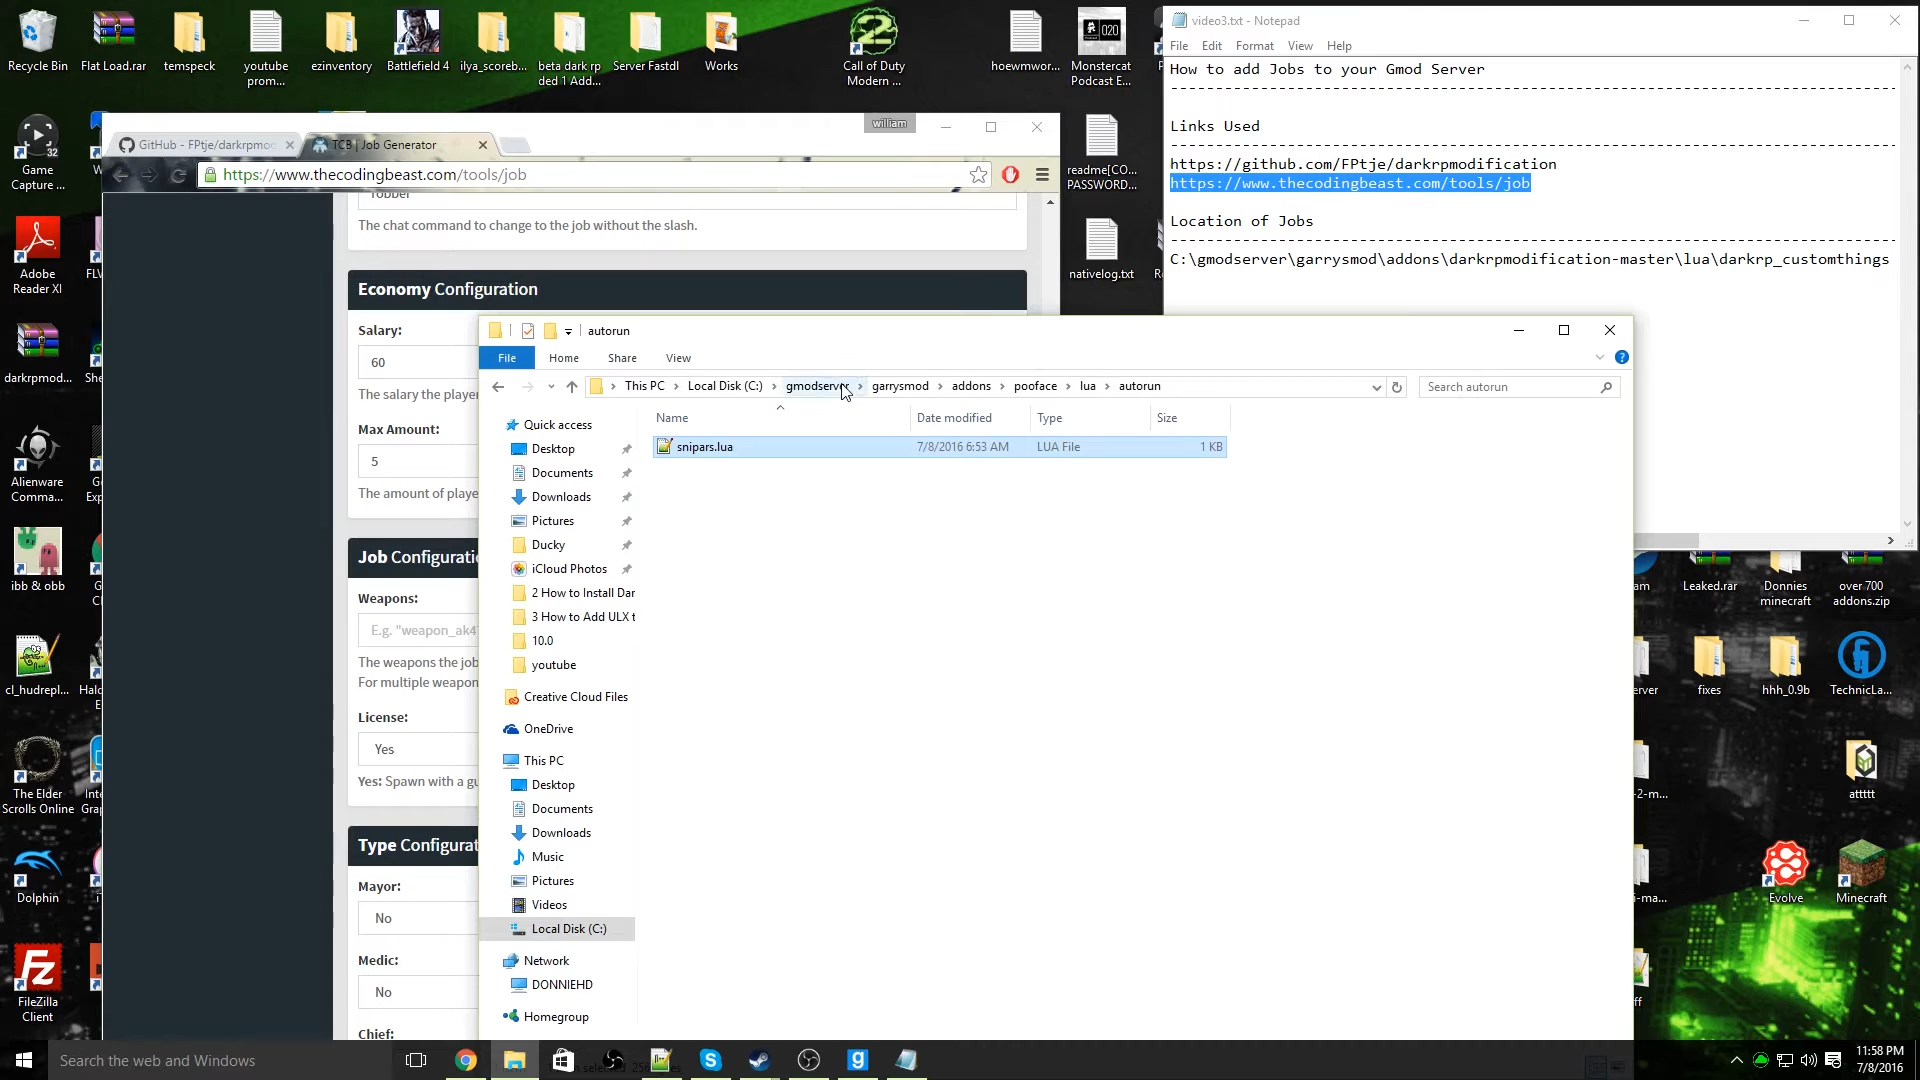 Recycle Bin
Flat Load.rar
temspeck
youtube prom...
ezinventory
Battlefield 4
ilya_scoreb...
beta dark rp ded 1 Add...
Server Fastdl
Works
Call of Duty Modern ...
hoewmwor...
Monstercat Podcast E...
020
Game Capture ...
32
Adobe Reader XI
FLV
darkrpmod...
She
Alienware Comma...
ibb & obb
cl_hudrepl...
Halo
The Elder Scrolls Online
Dolphin
FileZilla Client
readme[CO... PASSWORD...
nativelog.txt
video3.txt - Notepad
File Edit Format View Help
How to add Jobs to your Gmod Server
Links Used
https://github.com/FPtje/darkrpmodification
https://www.thecodingbeast.com/tools/job
Location of Jobs
C:\gmodserver\garrysmod\addons\darkrpmodification-master\lua\darkrp_customthings
william
GitHub - FPtje/darkrpmo
TCB | Job Generator
https://www.thecodingbeast.com/tools/job
robber
The chat command to change to the job without the slash.
Economy Configuration
Salary:
60
The salary the player
Max Amount:
5
The amount of player
Job Configurati
Weapons:
E.g. "weapon_ak4
The weapons the job
For multiple weapon
License:
Yes
Yes: Spawn with a gu
Type Configurat
Mayor:
No
Medic:
No
Chief:
autorun
File Home Share View
This PC > Local Disk (C:) > gmodserver > garrysmod > addons > pooface > lua > autorun
Search autorun
Name Date modified Type Size
snipars.lua 7/8/2016 6:53 AM LUA File 1 KB
Quick access
Desktop
Documents
Downloads
Pictures
Ducky
iCloud Photos
2 How to Install Dar
3 How to Add ULX t
10.0
youtube
Creative Cloud Files
OneDrive
This PC
Desktop
Documents
Downloads
Music
Pictures
Videos
Local Disk (C:)
Network
DONNIEHD
Homegroup
Leaked.rar
Donnies minecraft
over 700 addons.zip
fixes
hhh_0.9b
TechnicLa...
attttt
Evolve
Minecraft
Search the web and Windows
11:58 PM
7/8/2016